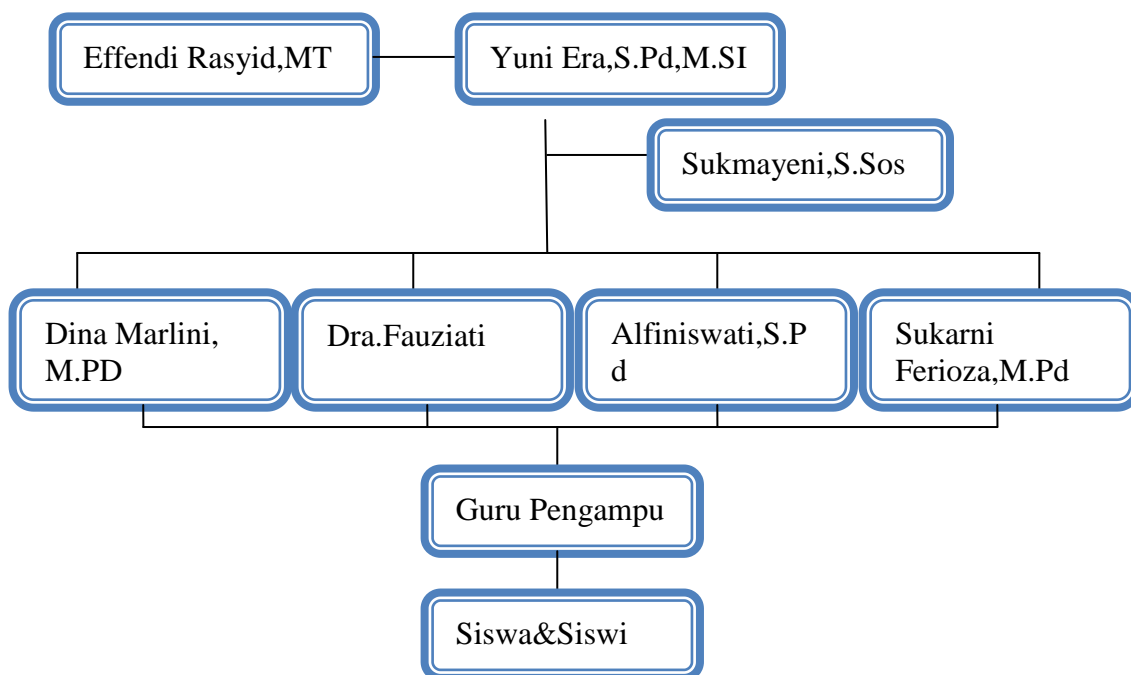 Effendi Rasyid,MT
Yuni Era,S.Pd,M.SI
Sukmayeni,S.Sos
Dina Marlini,
M.PD
Dra.Fauziati
Alfiniswati,S.P
d
Sukarni
Ferioza,M.Pd
Guru Pengampu
Siswa&Siswi